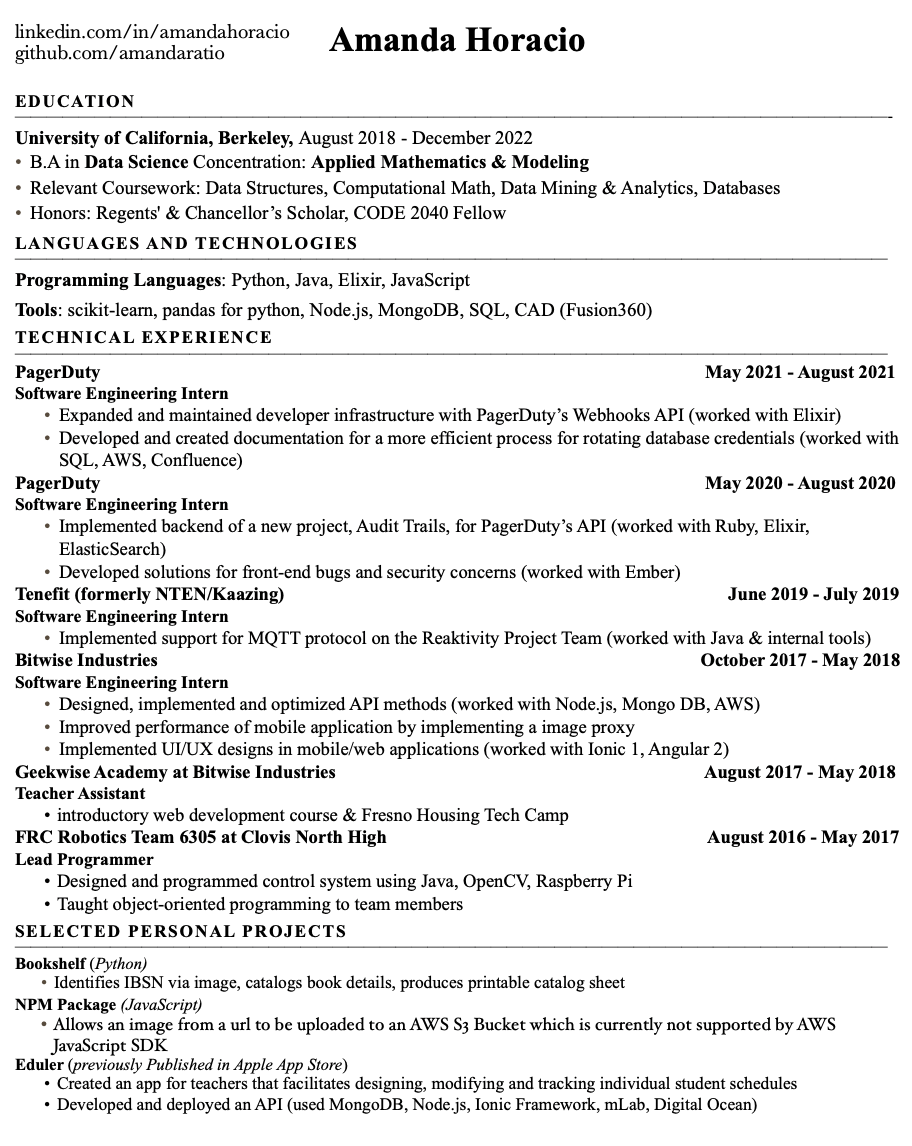 linkedin.com/in/amandahoracio
github.com/amandaratio
Amanda Horacio
EDUCATION
University of California, Berkeley, August 2018 - December 2022
• B.A in Data Science Concentration: Applied Mathematics & Modeling
• Relevant Coursework: Data Structures, Computational Math, Data Mining & Analytics, Databases
• Honors: Regents' & Chancellor’s Scholar, CODE 2040 Fellow
LANGUAGES AND TECHNOLOGIES
Programming Languages: Python, Java, Elixir, JavaScript
Tools: scikit-learn, pandas for python, Node.js, MongoDB, SQL, CAD (Fusion360)
TECHNICAL EXPERIENCE
PagerDuty May 2021 - August 2021
Software Engineering Intern
• Expanded and maintained developer infrastructure with PagerDuty’s Webhooks API (worked with Elixir)
• Developed and created documentation for a more efficient process for rotating database credentials (worked with
SQL, AWS, Confluence)
PagerDuty May 2020 - August 2020
Software Engineering Intern
• Implemented backend of a new project, Audit Trails, for PagerDuty’s API (worked with Ruby, Elixir,
ElasticSearch)
• Developed solutions for front-end bugs and security concerns (worked with Ember)
Tenefit (formerly NTEN/Kaazing) June 2019 - July 2019
Software Engineering Intern
• Implemented support for MQTT protocol on the Reaktivity Project Team (worked with Java & internal tools)
Bitwise Industries October 2017 - May 2018
Software Engineering Intern
• Designed, implemented and optimized API methods (worked with Node.js, Mongo DB, AWS)
• Improved performance of mobile application by implementing a image proxy
• Implemented UI/UX designs in mobile/web applications (worked with Ionic 1, Angular 2)
Geekwise Academy at Bitwise Industries August 2017 - May 2018
Teacher Assistant
• introductory web development course & Fresno Housing Tech Camp
FRC Robotics Team 6305 at Clovis North High August 2016 - May 2017
Lead Programmer
• Designed and programmed control system using Java, OpenCV, Raspberry Pi
• Taught object-oriented programming to team members
SELECTED PERSONAL PROJECTS
Bookshelf (Python)
• Identifies IBSN via image, catalogs book details, produces printable catalog sheet
NPM Package (JavaScript)
• Allows an image from a url to be uploaded to an AWS S3 Bucket which is currently not supported by AWS
JavaScript SDK
Eduler (previously Published in Apple App Store)
• Created an app for teachers that facilitates designing, modifying and tracking individual student schedules
• Developed and deployed an API (used MongoDB, Node.js, Ionic Framework, mLab, Digital Ocean)